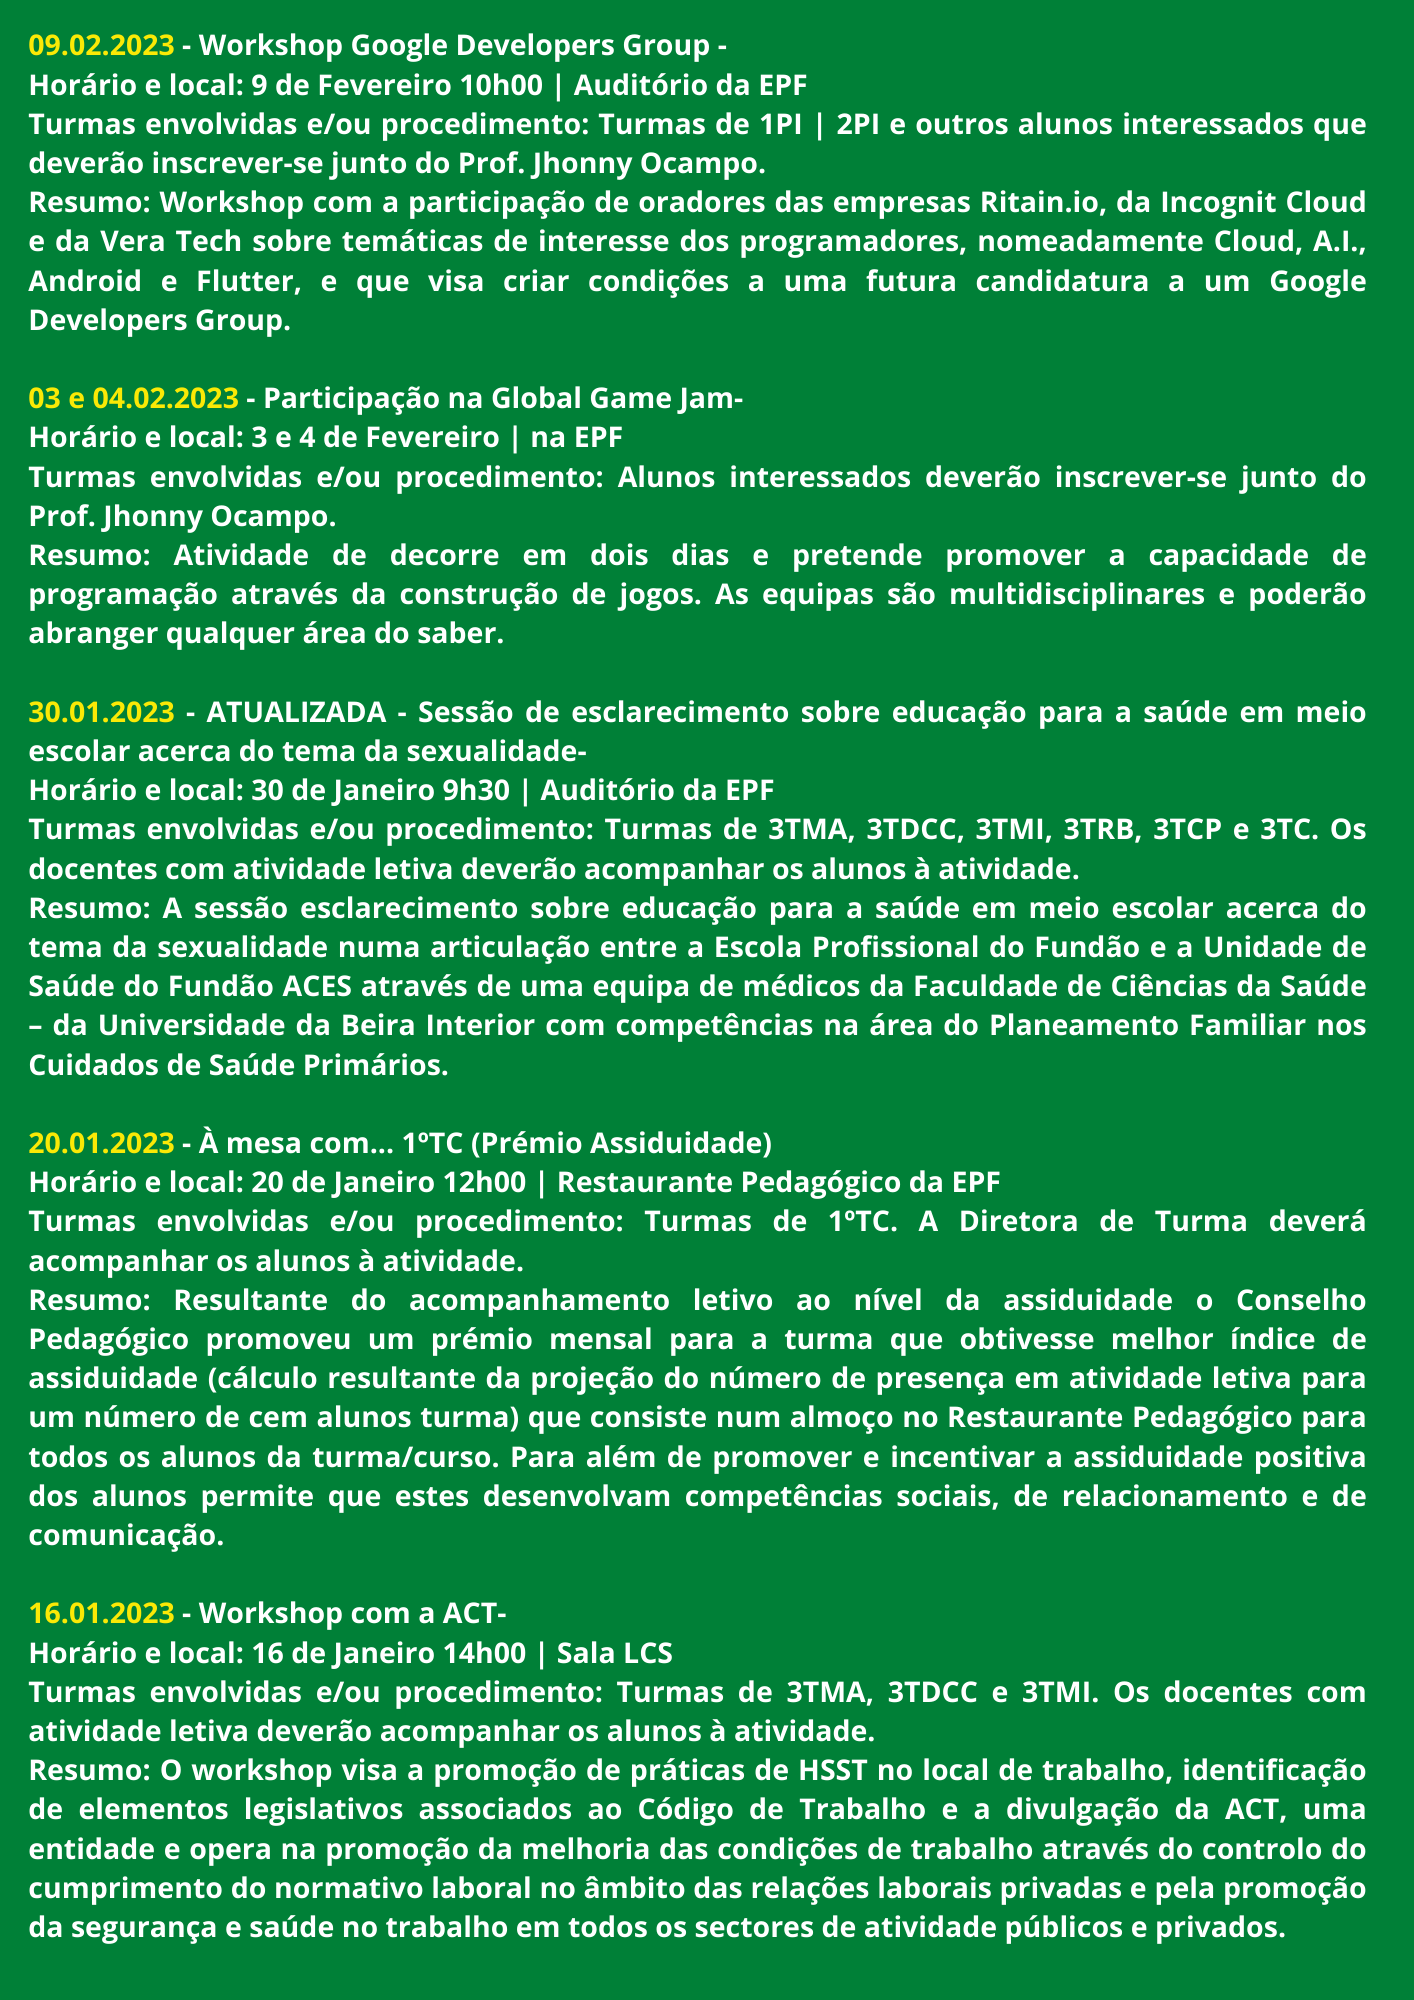 09.02.2023 - Workshop Google Developers Group -
Horário e local: 9 de Fevereiro 10h00 | Auditório da EPF
Turmas envolvidas e/ou procedimento: Turmas de 1PI | 2PI e outros alunos interessados que
deverão inscrever-se junto do Prof. Jhonny Ocampo.
Resumo: Workshop com a participação de oradores das empresas Ritain.io, da Incognit Cloud
e da Vera Tech sobre temáticas de interesse dos programadores, nomeadamente Cloud, A.I.,
Android e Flutter, e que visa criar condições a uma futura candidatura a um Google
Developers Group.
03 e 04.02.2023 - Participação na Global Game Jam-
Horário e local: 3 e 4 de Fevereiro | na EPF
Turmas envolvidas e/ou procedimento: Alunos interessados deverão inscrever-se junto do
Prof. Jhonny Ocampo.
Resumo: Atividade de decorre em dois dias e pretende promover a capacidade de
programação através da construção de jogos. As equipas são multidisciplinares e poderão
abranger qualquer área do saber.
30.01.2023 - ATUALIZADA - Sessão de esclarecimento sobre educação para a saúde em meio
escolar acerca do tema da sexualidade-
Horário e local: 30 de Janeiro 9h30 | Auditório da EPF
Turmas envolvidas e/ou procedimento: Turmas de 3TMA, 3TDCC, 3TMI, 3TRB, 3TCP e 3TC. Os
docentes com atividade letiva deverão acompanhar os alunos à atividade.
Resumo: A sessão esclarecimento sobre educação para a saúde em meio escolar acerca do
tema da sexualidade numa articulação entre a Escola Profissional do Fundão e a Unidade de
Saúde do Fundão ACES através de uma equipa de médicos da Faculdade de Ciências da Saúde
– da Universidade da Beira Interior com competências na área do Planeamento Familiar nos
Cuidados de Saúde Primários.
20.01.2023 - À mesa com... 1ºTC (Prémio Assiduidade)
Horário e local: 20 de Janeiro 12h00 | Restaurante Pedagógico da EPF
Turmas envolvidas e/ou procedimento: Turmas de 1ºTC. A Diretora de Turma deverá
acompanhar os alunos à atividade.
Resumo: Resultante do acompanhamento letivo ao nível da assiduidade o Conselho
Pedagógico promoveu um prémio mensal para a turma que obtivesse melhor índice de
assiduidade (cálculo resultante da projeção do número de presença em atividade letiva para
um número de cem alunos turma) que consiste num almoço no Restaurante Pedagógico para
todos os alunos da turma/curso. Para além de promover e incentivar a assiduidade positiva
dos alunos permite que estes desenvolvam competências sociais, de relacionamento e de
comunicação.
16.01.2023 - Workshop com a ACT-
Horário e local: 16 de Janeiro 14h00 | Sala LCS
Turmas envolvidas e/ou procedimento: Turmas de 3TMA, 3TDCC e 3TMI. Os docentes com
atividade letiva deverão acompanhar os alunos à atividade.
Resumo: O workshop visa a promoção de práticas de HSST no local de trabalho, identificação
de elementos legislativos associados ao Código de Trabalho e a divulgação da ACT, uma
entidade e opera na promoção da melhoria das condições de trabalho através do controlo do
cumprimento do normativo laboral no âmbito das relações laborais privadas e pela promoção
da segurança e saúde no trabalho em todos os sectores de atividade públicos e privados.